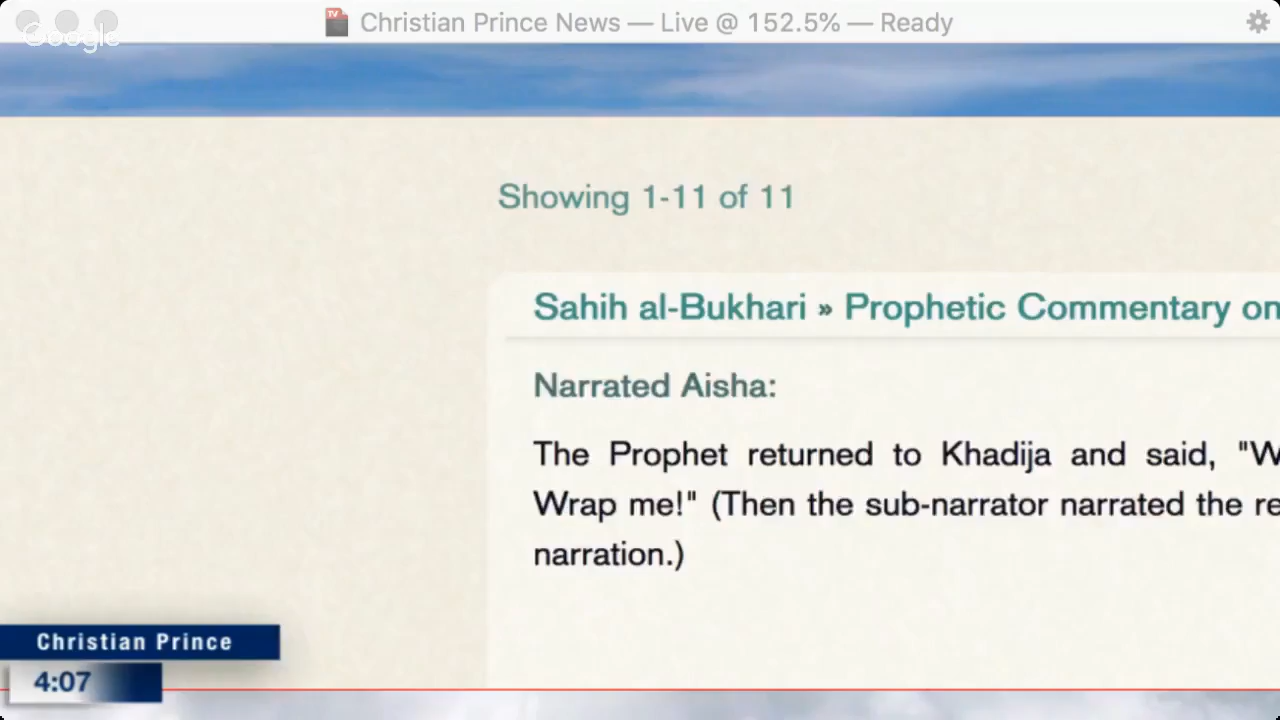 Christian Prince News — Live @ 152.5% — Ready
Google
Showing 1-11 of 11
Sahih al-Bukhari » Prophetic Commentary on
Narrated Aisha:
The Prophet returned to Khadija and said,
Wrap me!" (Then the sub-narrator narrated the
narration.)
Christian Prince
4:07